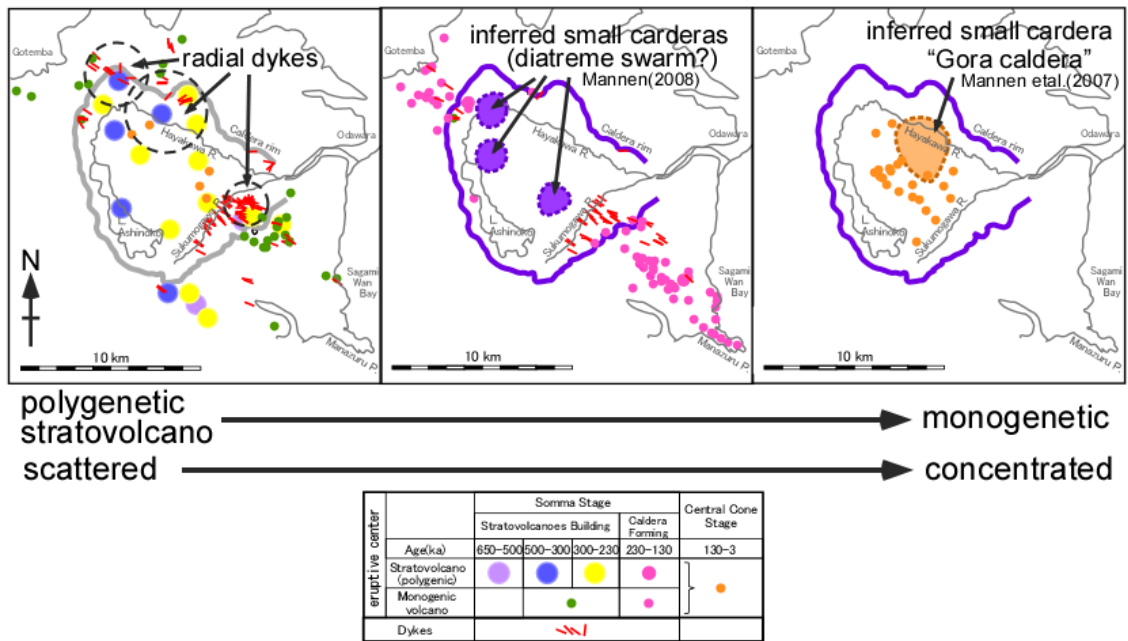 radial dykes
Gotemba
Hayakawa R.
Caldera rim
Odawara
Ashinoko
Sukumogawa R.
Sagami
Wan
Bay
Manazuru P.
N
10 km
inferred small carderas
(diatreme swarm?)
Mannen(2008)
Gotemba
Hayakawa R.
Caldera rim
Odawara
Ashinoko
Sukumogawa R.
Sagami
Wan
Bay
Manazuru P.
10 km
inferred small cardera
"Gora caldera"
Mannen etal.(2007)
Gotemba
Hayakawa R.
Caldera rim
Odawara
Ashinoko
Sukumogawa R.
Sagami
Wan
Bay
Manazuru P.
10 km
polygenetic
stratovolcano
monogenetic
scattered
concentrated
eruptive center
Somma Stage
Central Cone
Stage
Stratovolcanoes Building
Caldera
Forming
Age(ka) 650-500 500-300 300-230 230-130 130-3
Stratovolcano
(polygenic)
Monogenic
volcano
Dykes